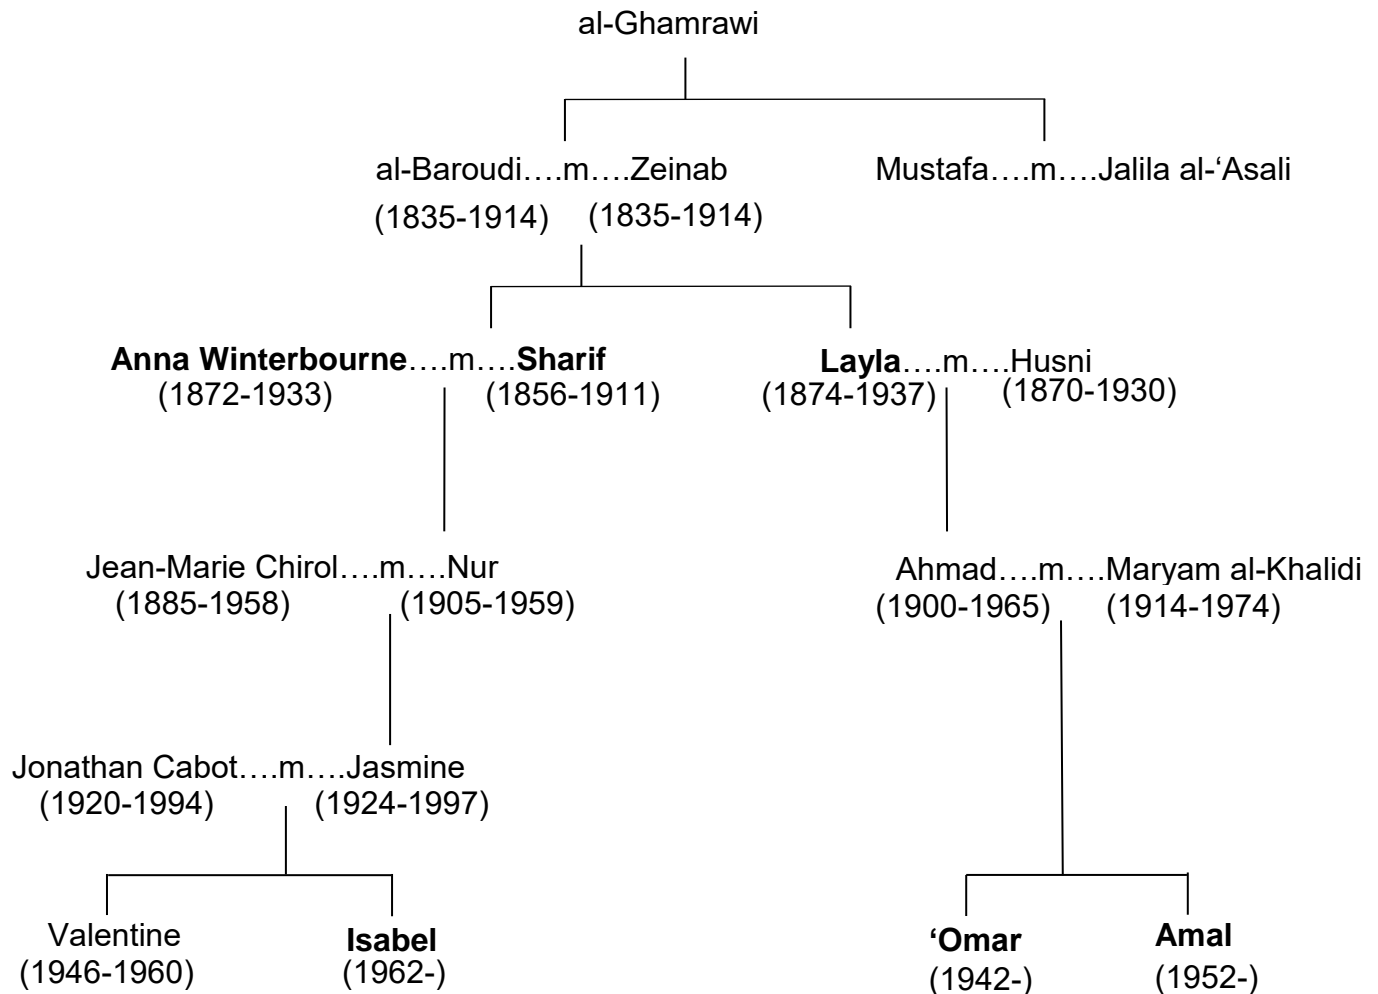 al-Ghamrawi
al-Baroudi….m….Zeinab Mustafa….m….Jalila al-‘Asali
(1835-1914) (1835-1914)
Anna Winterbourne….m….Sharif Layla….m….Husni
(1872-1933) (1856-1911) (1874-1937) (1870-1930)
Jean-Marie Chirol….m….Nur Ahmad….m….Maryam al-Khalidi
(1885-1958) (1905-1959) (1900-1965) (1914-1974)
Jonathan Cabot….m….Jasmine
(1920-1994) (1924-1997)
Valentine Isabel ‘Omar Amal
(1946-1960) (1962-) (1942-) (1952-)